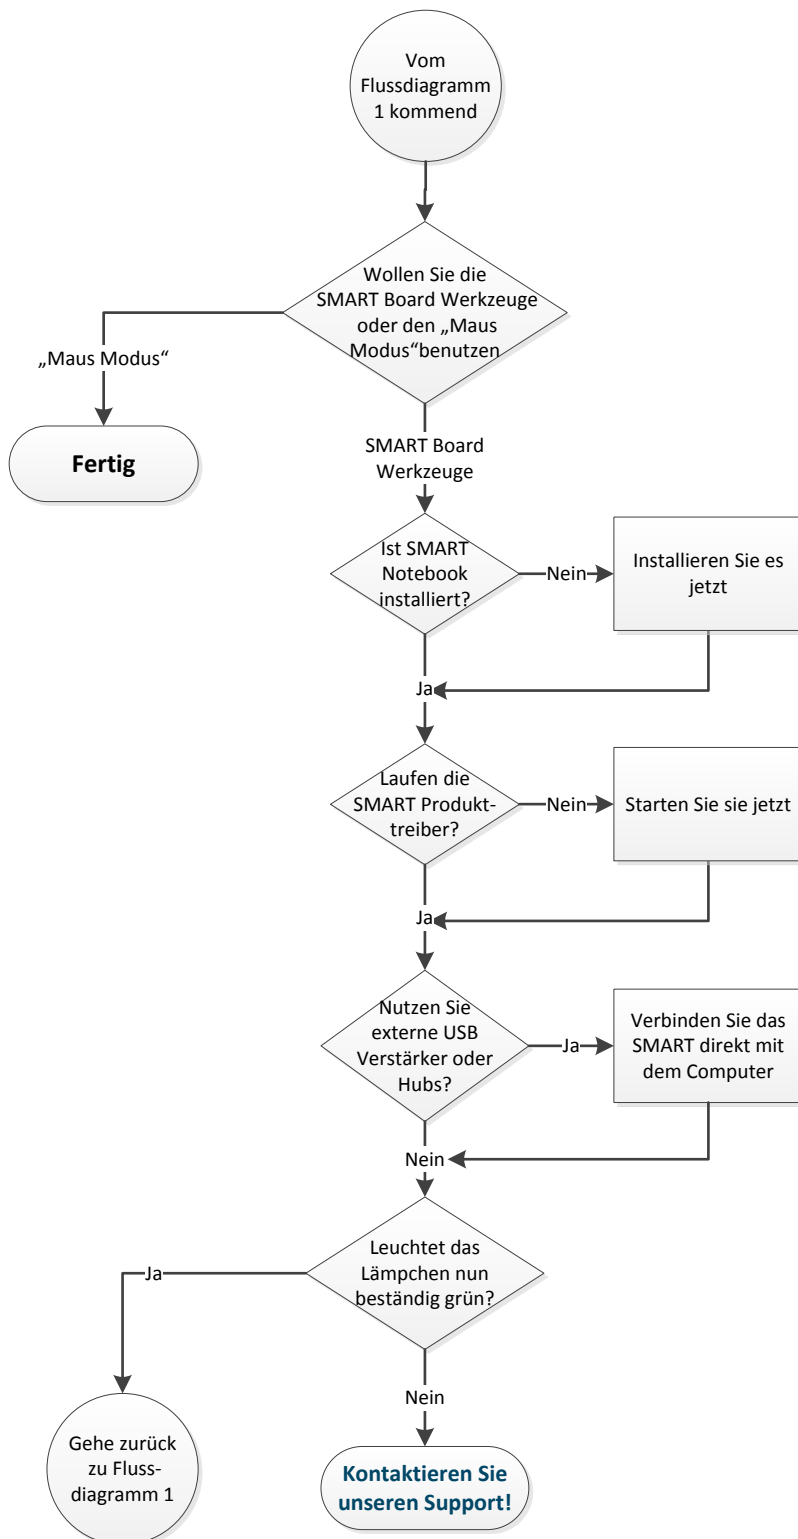 Vom
Flussdiagramm
1 kommend
Wollen Sie die
SMART Board Werkzeuge
oder den „Maus
Modus“benutzen
„Maus Modus“
Fertig
SMART Board
Werkzeuge
Ist SMART
Notebook
installiert?
Nein
Installieren Sie es
jetzt
Ja
Laufen die
SMART Produkt-
treiber?
Nein
Starten Sie sie jetzt
Ja
Nutzen Sie
externe USB
Verstärker oder
Hubs?
Ja
Verbinden Sie das
SMART direkt mit
dem Computer
Nein
Leuchtet das
Lämpchen nun
beständig grün?
Ja
Nein
Gehe zurück
zu Fluss-
diagramm 1
Kontaktieren Sie
unseren Support!